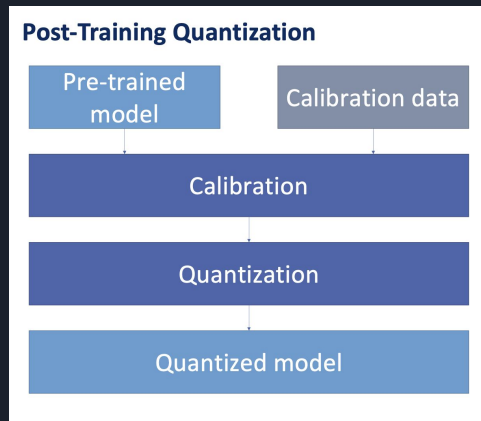 Post-Training Quantization
Pre-trained
model
Calibration data
Calibration
Quantization
Quantized model